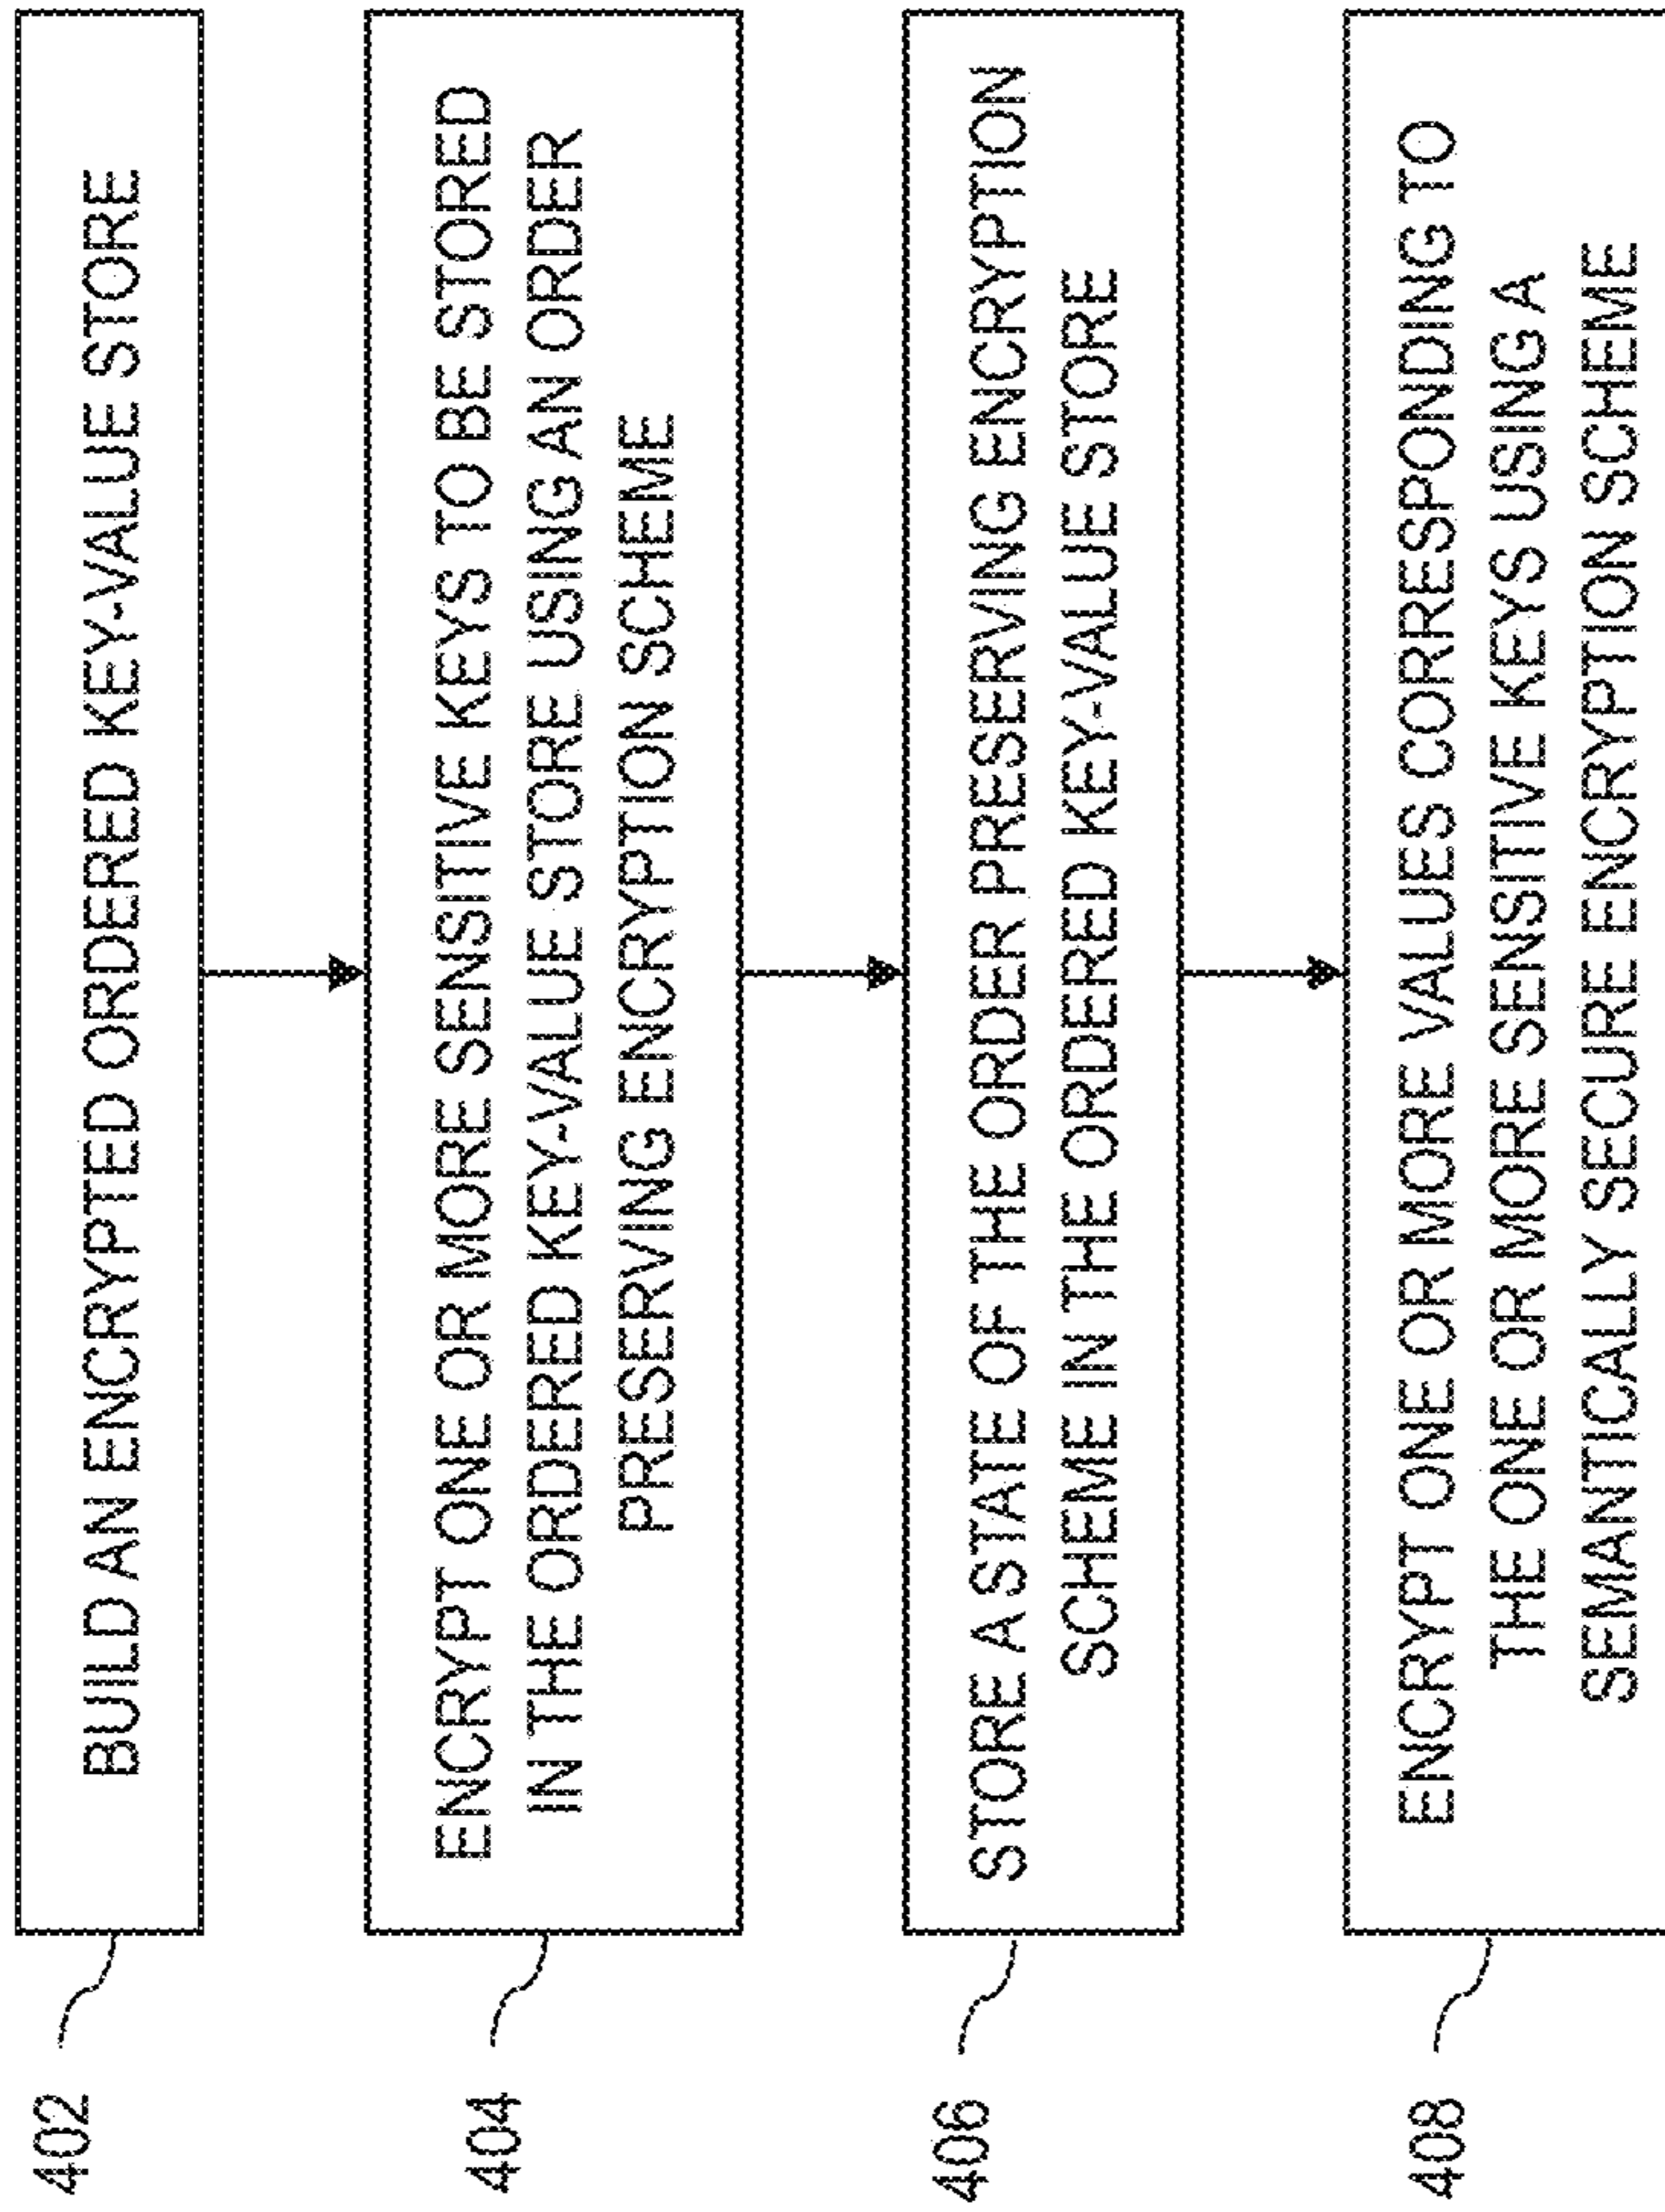 402
BUILD AN ENCRYPTED ORDERED KEY-VALUE STORE
404
ENCRYPT ONE OR MORE SENSITIVE KEYS TO BE STORED
IN THE ORDERED KEY-VALUE STORE USING AN ORDER
PRESERVING ENCRYPTION SCHEME
406
STORE A STATE OF THE ORDER PRESERVING ENCRYPTION
SCHEME IN THE ORDERED KEY-VALUE STORE
408
ENCRYPT ONE OR MORE VALUES CORRESPONDING TO
THE ONE OR MORE SENSITIVE KEYS USING A
SEMANTICALLY SECURE ENCRYPTION SCHEME